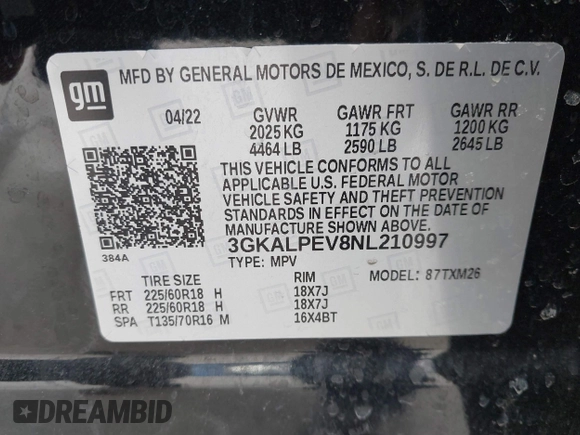 gm
MFD BY GENERAL MOTORS DE MEXICO, S. DE R.L. DE C.V.
04/22 GVWR GAWR FRT GAWR RR
2025 KG 1175 KG 1200 KG
4464 LB 2590 LB 2645 LB
THIS VEHICLE CONFORMS TO ALL
APPLICABLE U.S. FEDERAL MOTOR
VEHICLE SAFETY AND THEFT PREVENTION
STANDARDS IN EFFECT ON THE DATE OF
MANUFACTURE SHOWN ABOVE.
384A
3GKALPEV8NL210997
TYPE: MPV
TIRE SIZE RIM MODEL: 87TXM26
FRT 225/60R18 H 18X7J
RR 225/60R18 H 18X7J
SPA T135/70R16 M 16X4BT
DREAMBID